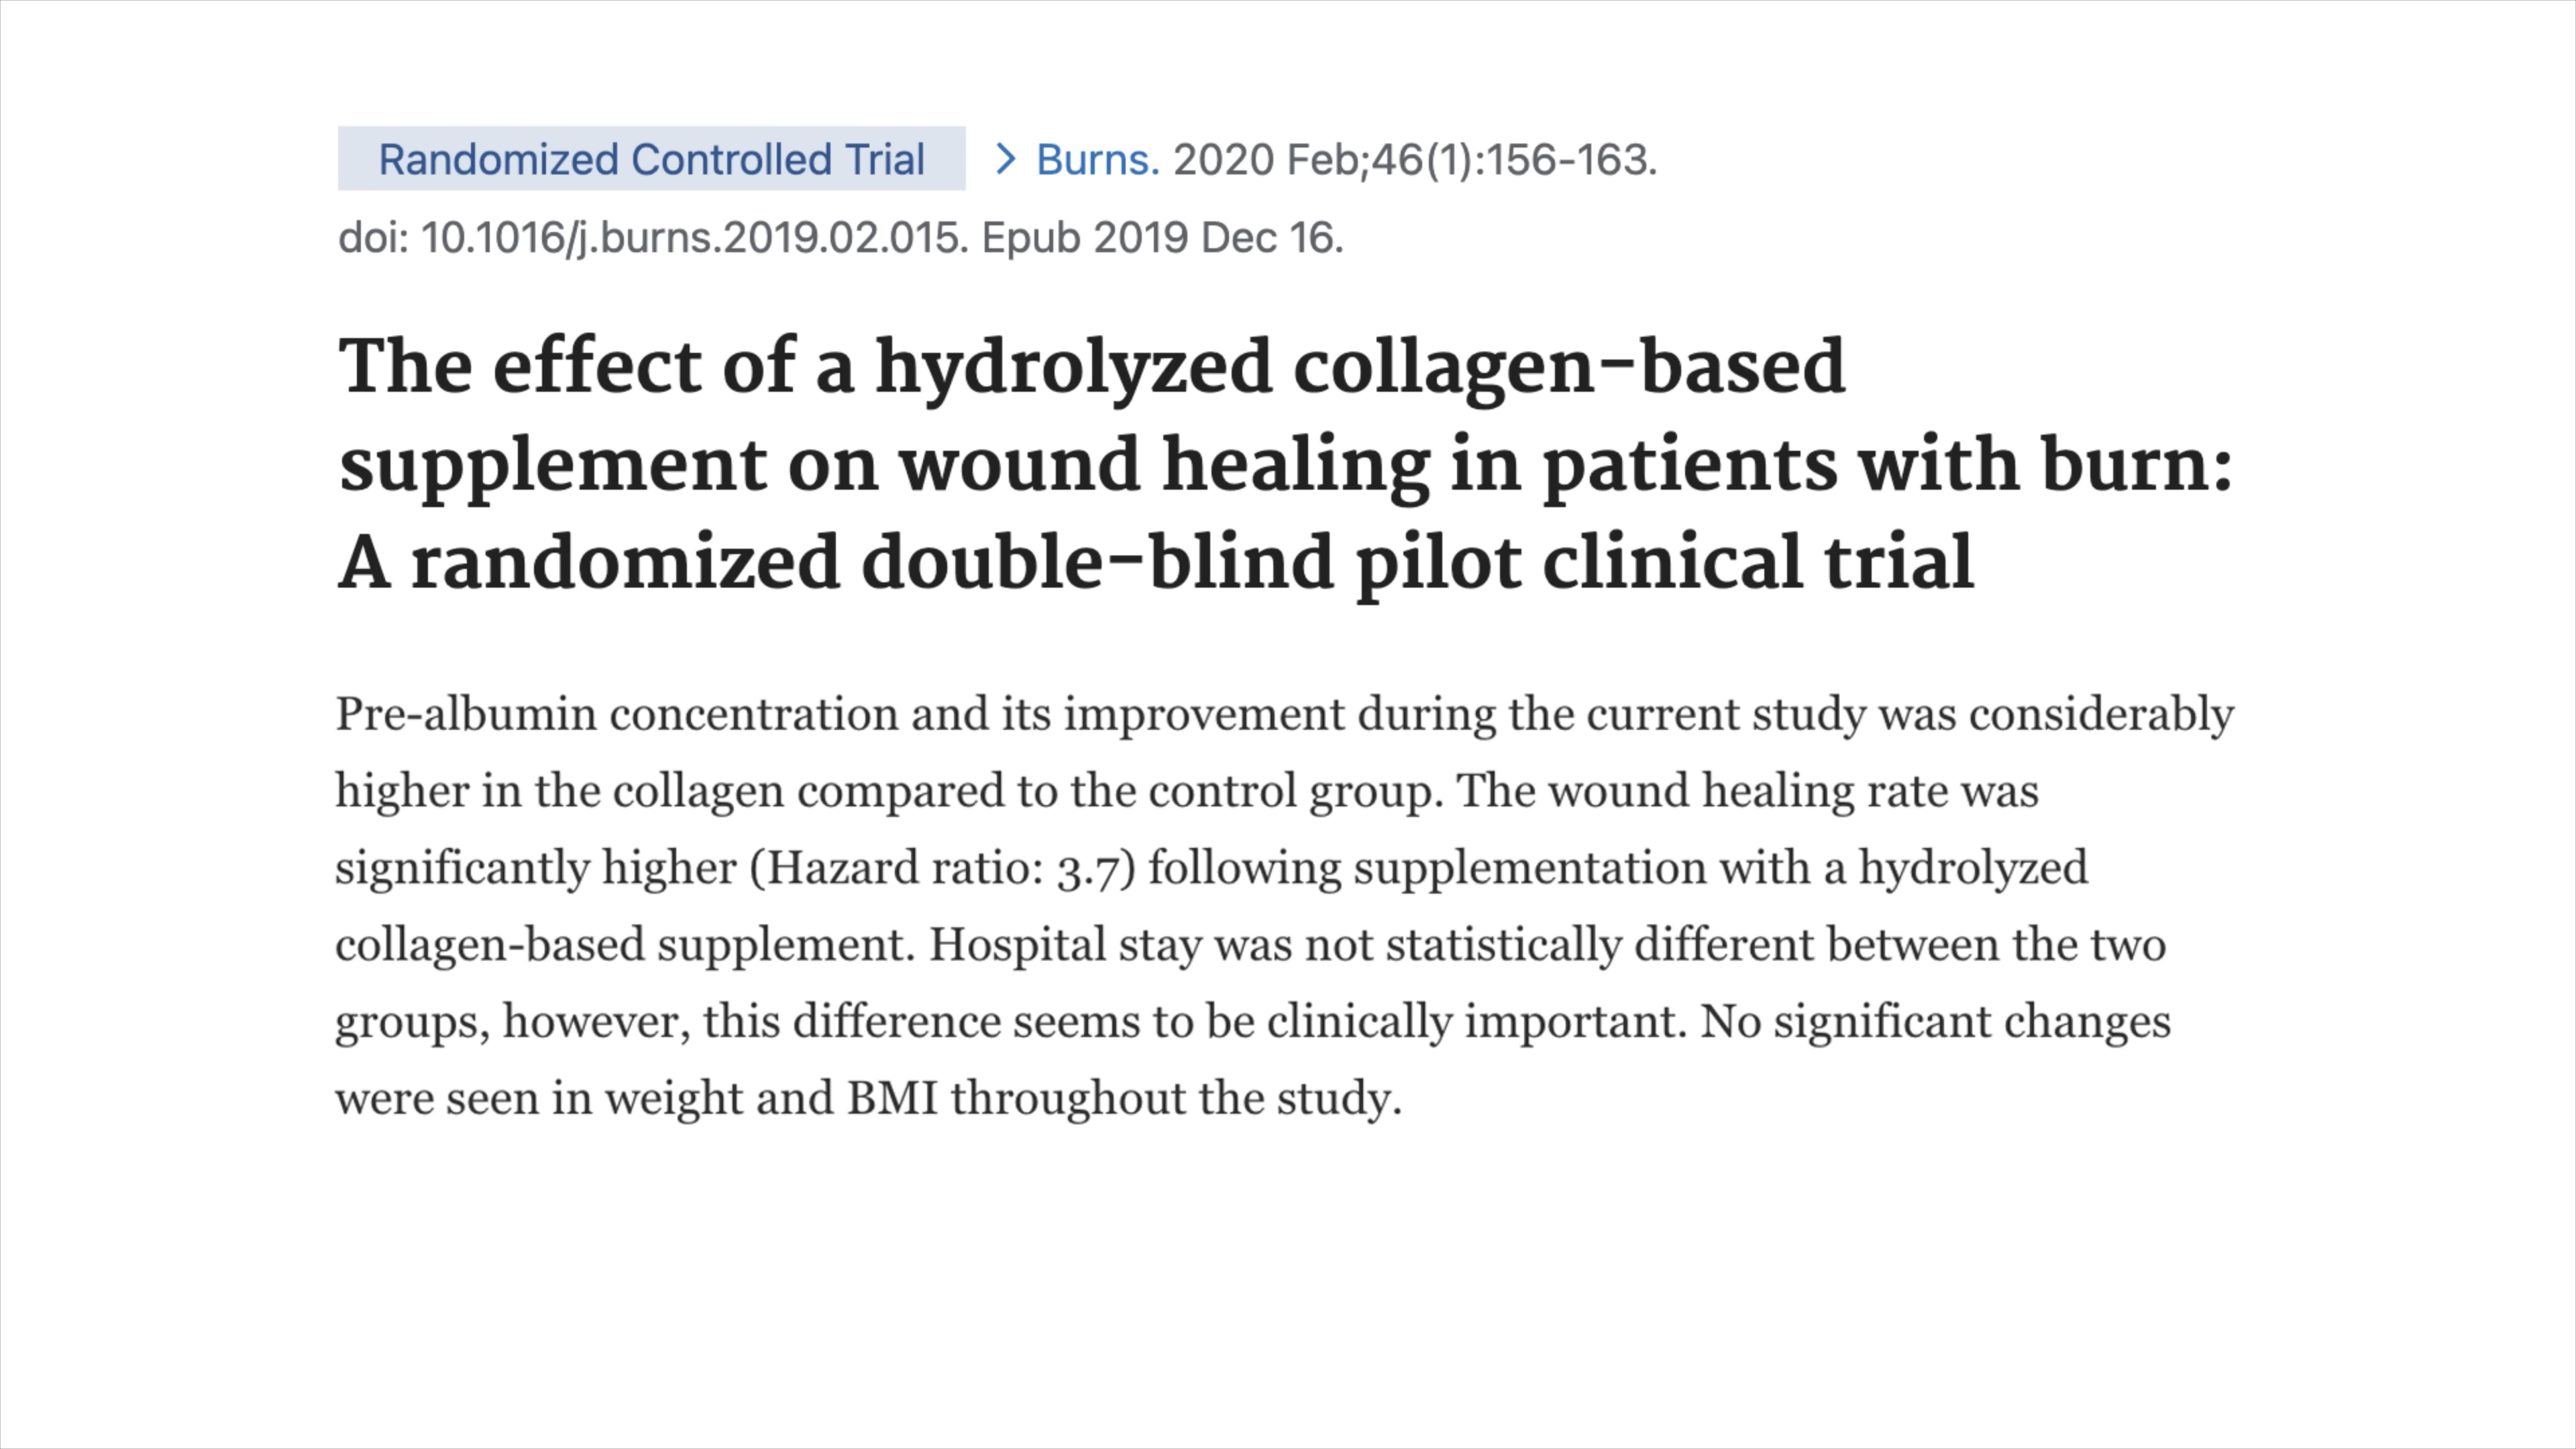 Randomized Controlled Trial > Burns. 2020 Feb;46(1):156-163.
doi: 10.1016/j.burns.2019.02.015. Epub 2019 Dec 16.
The effect of a hydrolyzed collagen-based
supplement on wound healing in patients with burn:
A randomized double-blind pilot clinical trial
Pre-albumin concentration and its improvement during the current study was considerably
higher in the collagen compared to the control group. The wound healing rate was
significantly higher (Hazard ratio: 3.7) following supplementation with a hydrolyzed
collagen-based supplement. Hospital stay was not statistically different between the two
groups, however, this difference seems to be clinically important. No significant changes
were seen in weight and BMI throughout the study.